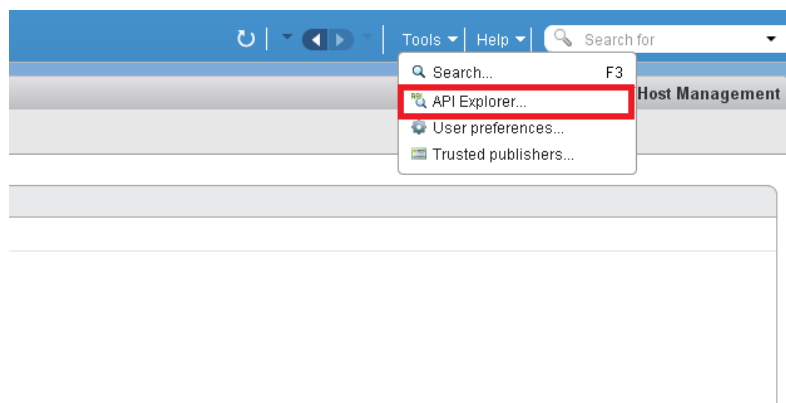 Tools Help Search for
Search... F3
API Explorer...
Host Management
User preferences...
Trusted publishers...